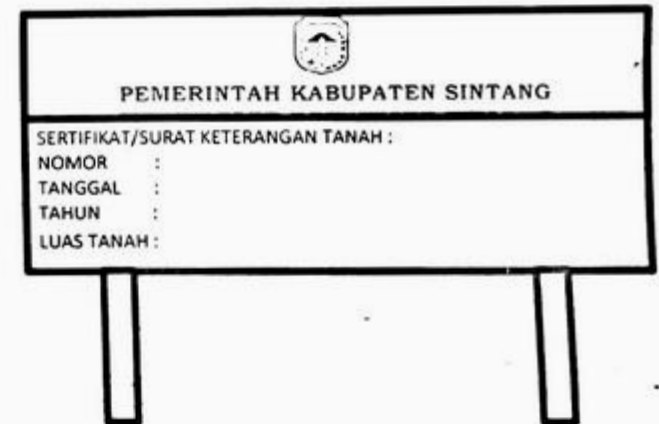 PEMERINTAH KABUPATEN SINTANG
SERTIFIKAT/SURAT KETERANGAN TANAH :
NOMOR :
TANGGAL :
TAHUN :
LUAS TANAH :